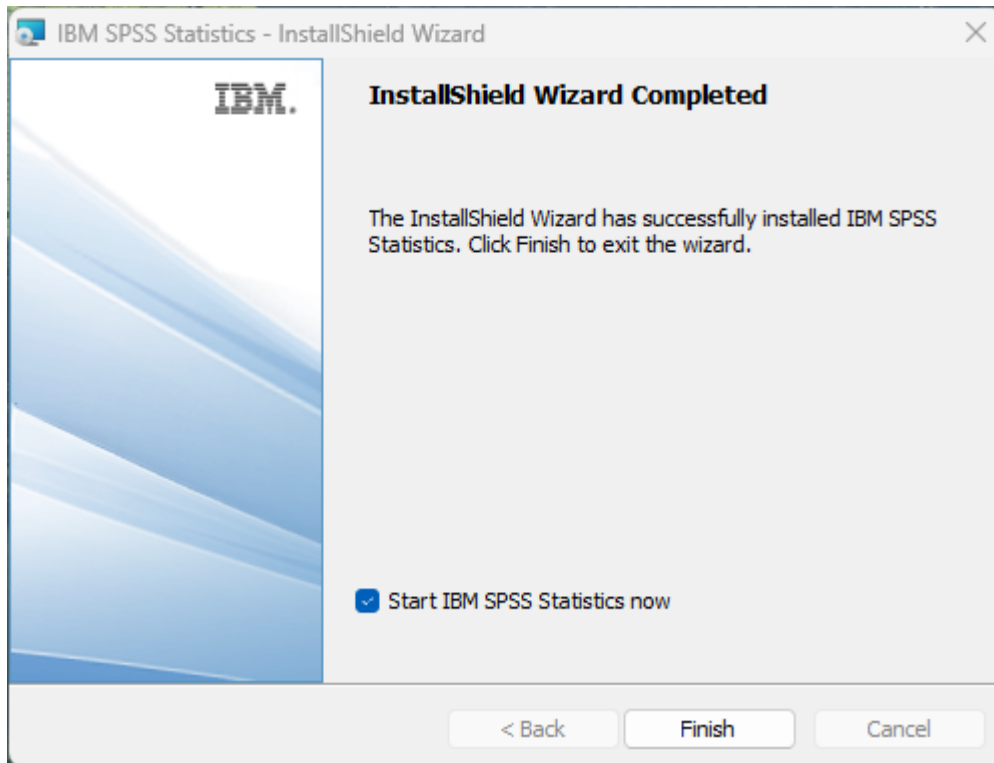 IBM SPSS Statistics - InstallShield Wizard
IBM.
InstallShield Wizard Completed
The InstallShield Wizard has successfully installed IBM SPSS
Statistics. Click Finish to exit the wizard.
Start IBM SPSS Statistics now
< Back
Finish
Cancel